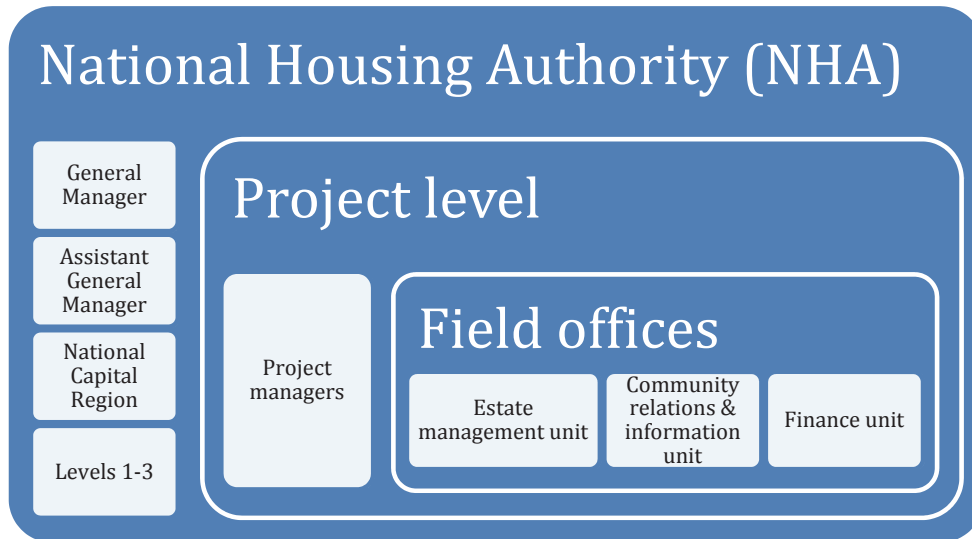 National Housing Authority (NHA)
General
Manager
Assistant
General
Manager
National
Capital
Region
Levels 1-3
Project level
Project
managers
Field offices
Estate
management unit
Community
relations &
information
unit
Finance unit